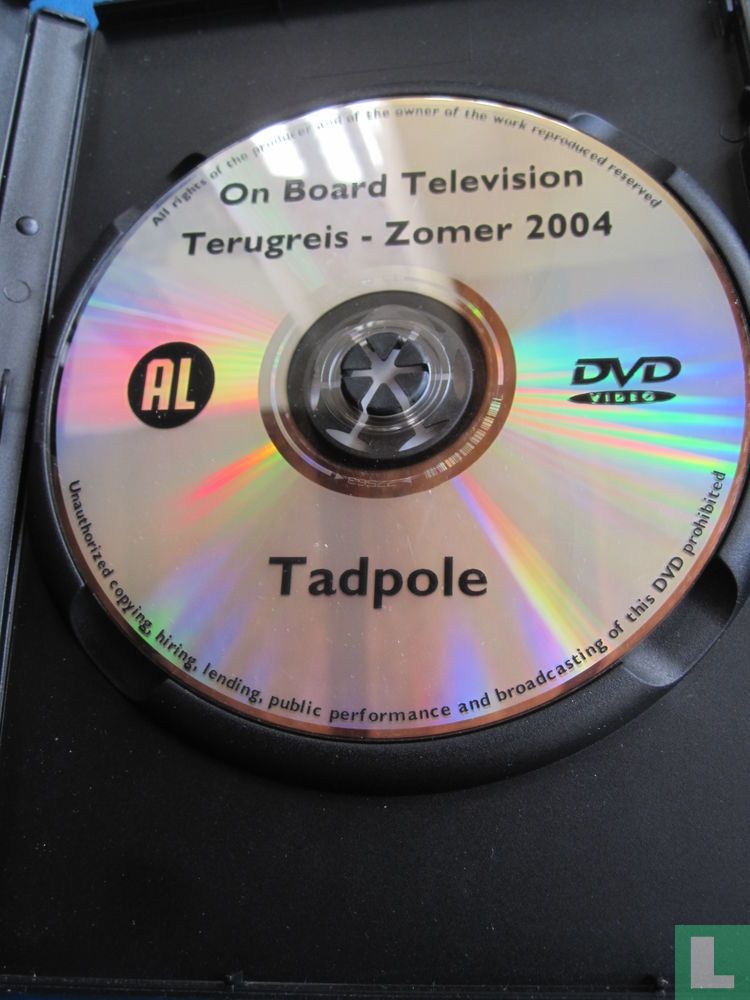 All rights of the producer and of the owner of the work reproduced reserved
On Board Television
Terugreis - Zomer 2004
AL
DVD
VIDEO
Tadpole
Unauthorized copying, hiring, lending, public performance and broadcasting of this DVD prohibited
L